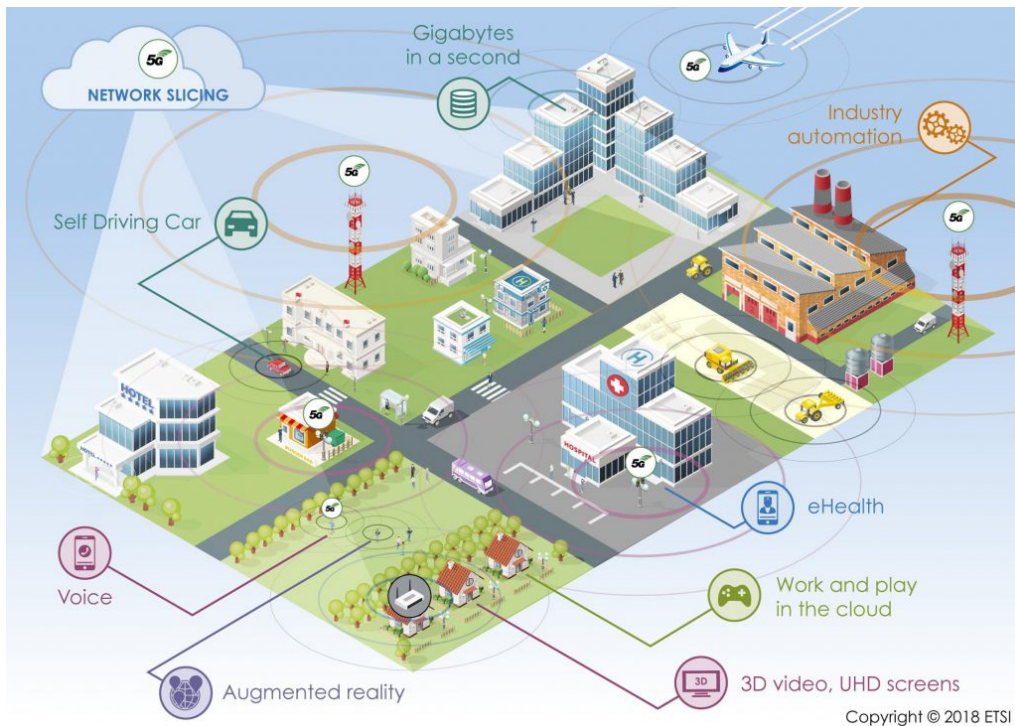 5G
NETWORK SLICING
Gigabytes
in a second
5G
Industry
automation
5G
5G
Self Driving Car
HOTEL
HOTEL
5G
HOSPITAL
5G
eHealth
5G
Voice
Work and play
in the cloud
Augmented reality
3D
3D video, UHD screens
Copyright © 2018 ETSI